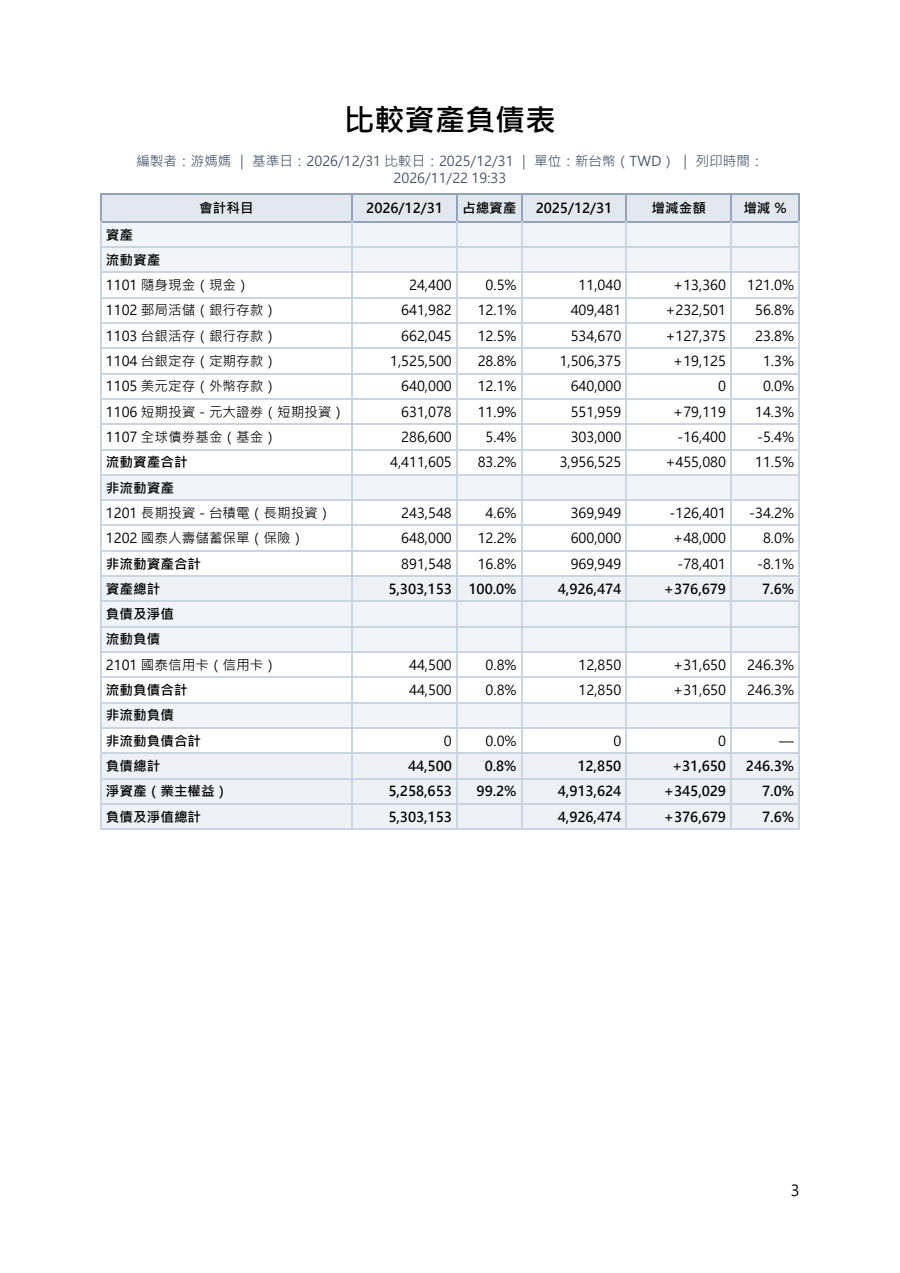 比較資產負債表
編製者：游媽媽 | 基準日：2026/12/31 比較日：2025/12/31 | 單位：新台幣（TWD） | 列印時間：
2026/11/22 19:33
會計科目 2026/12/31 占總資產 2025/12/31 增減金額 增減 %
資產
流動資產
1101 隨身現金（現金） 24,400 0.5% 11,040 +13,360 121.0%
1102 郵局活儲（銀行存款） 641,982 12.1% 409,481 +232,501 56.8%
1103 台銀活存（銀行存款） 662,045 12.5% 534,670 +127,375 23.8%
1104 台銀定存（定期存款） 1,525,500 28.8% 1,506,375 +19,125 1.3%
1105 美元定存（外幣存款） 640,000 12.1% 640,000 0 0.0%
1106 短期投資 - 元大證券（短期投資） 631,078 11.9% 551,959 +79,119 14.3%
1107 全球債券基金（基金） 286,600 5.4% 303,000 -16,400 -5.4%
流動資產合計 4,411,605 83.2% 3,956,525 +455,080 11.5%
非流動資產
1201 長期投資 - 台積電（長期投資） 243,548 4.6% 369,949 -126,401 -34.2%
1202 國泰人壽儲蓄保單（保險） 648,000 12.2% 600,000 +48,000 8.0%
非流動資產合計 891,548 16.8% 969,949 -78,401 -8.1%
資產總計 5,303,153 100.0% 4,926,474 +376,679 7.6%
負債及淨值
流動負債
2101 國泰信用卡（信用卡） 44,500 0.8% 12,850 +31,650 246.3%
流動負債合計 44,500 0.8% 12,850 +31,650 246.3%
非流動負債
非流動負債合計 0 0.0% 0 0 —
負債總計 44,500 0.8% 12,850 +31,650 246.3%
淨資產（業主權益） 5,258,653 99.2% 4,913,624 +345,029 7.0%
負債及淨值總計 5,303,153 4,926,474 +376,679 7.6%
3